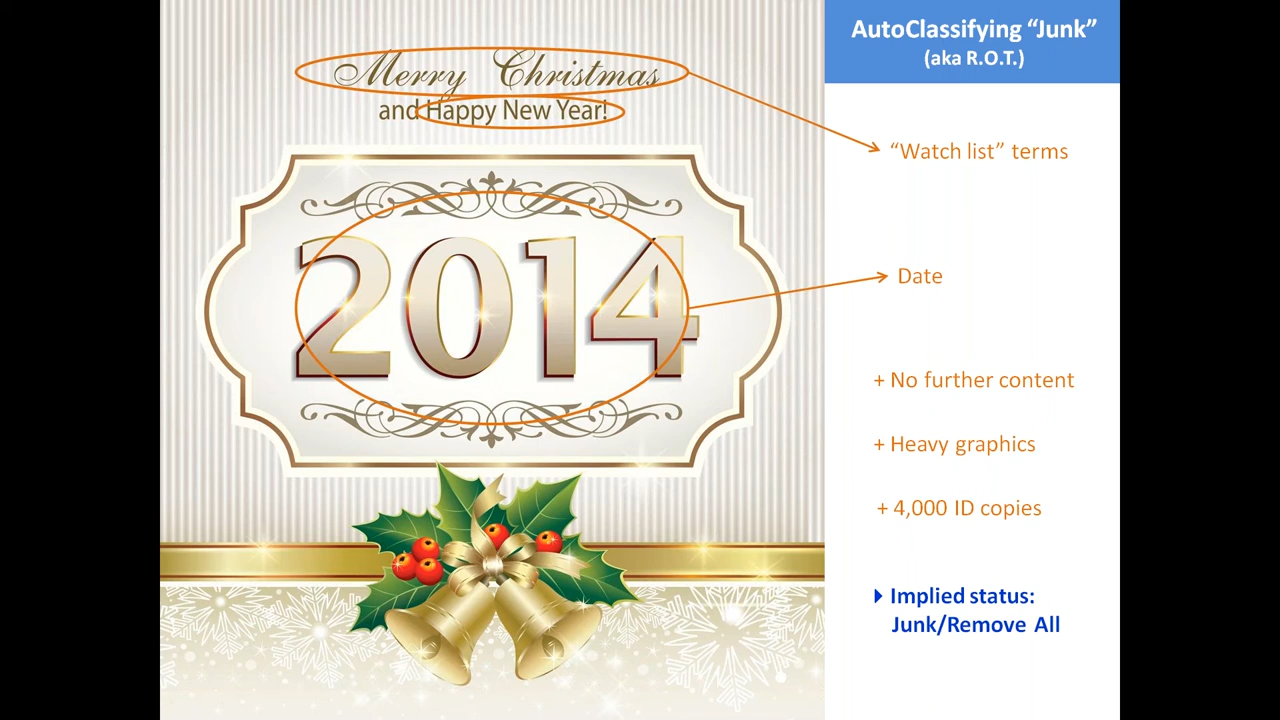 Merry Christmas
and Happy New Year!
2014
AutoClassifying “Junk”
(aka R.O.T.)
“Watch list” terms
Date
+ No further content
+ Heavy graphics
+ 4,000 ID copies
Implied status:
Junk/Remove All